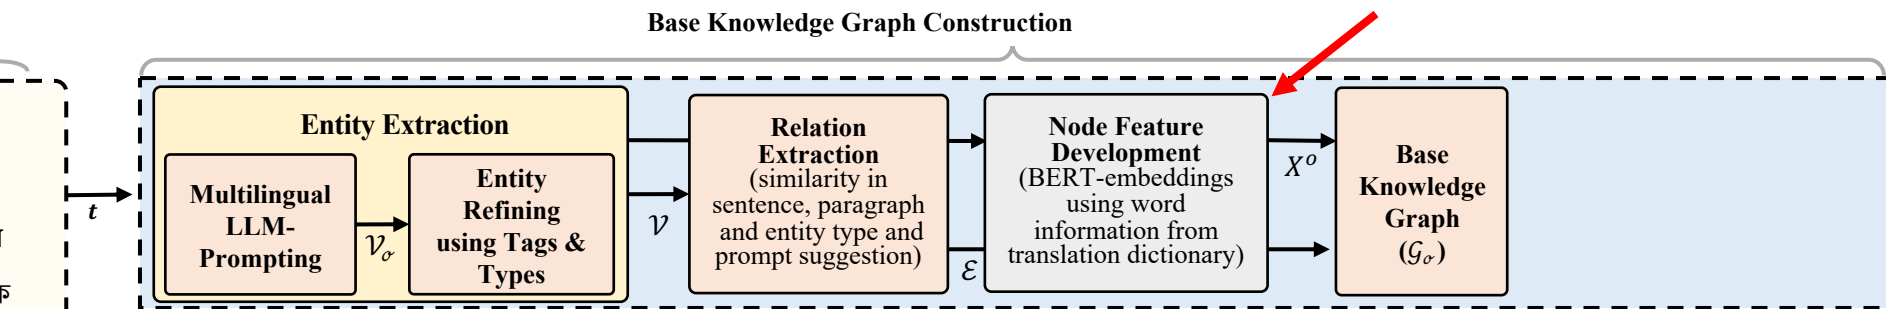 Base Knowledge Graph Construction
t
Entity Extraction
Multilingual
LLM-
Prompting
𝒱ℴ
Entity
Refining
using Tags &
Types
𝒱
Relation
Extraction
(similarity in
sentence, paragraph
and entity type and
prompt suggestion)
ℰ
Node Feature
Development
(BERT-embeddings
using word
information from
translation dictionary)
Xᵒ
Base
Knowledge
Graph
(𝒢ℴ)